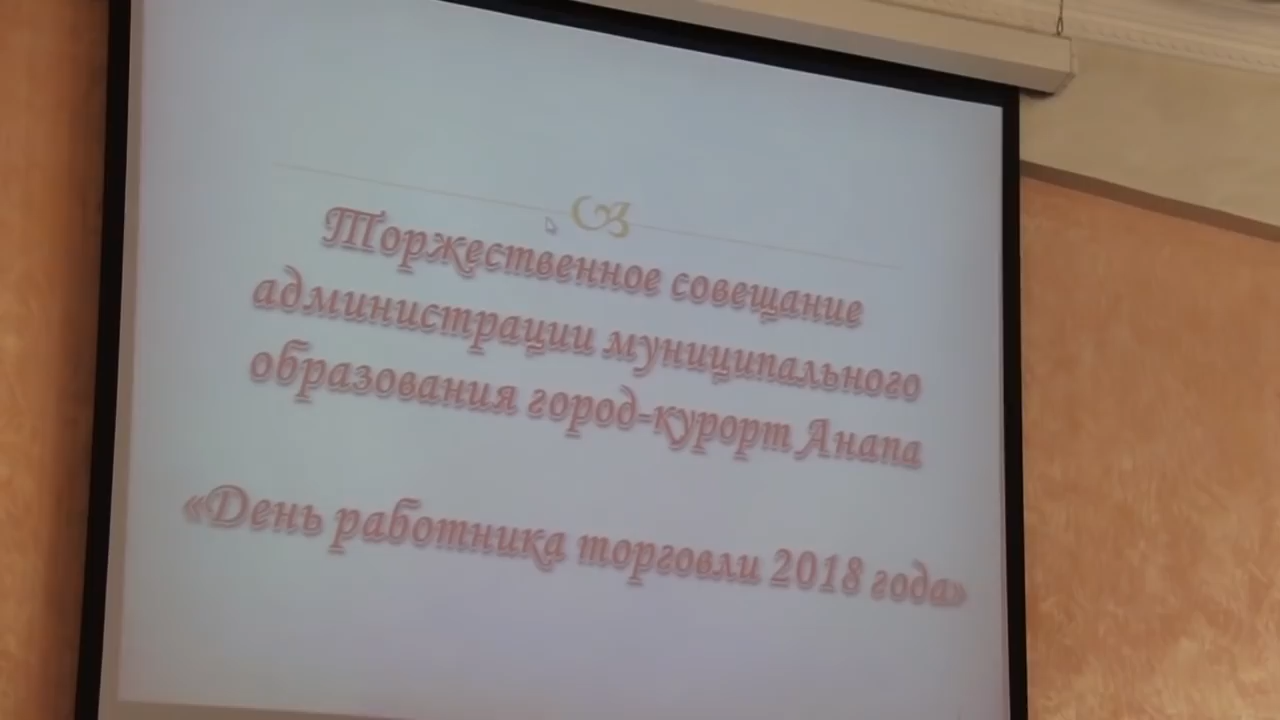 Торжественное совещание
администрации муниципального
образования город-курорт Анапа
«День работника торговли 2018 года»